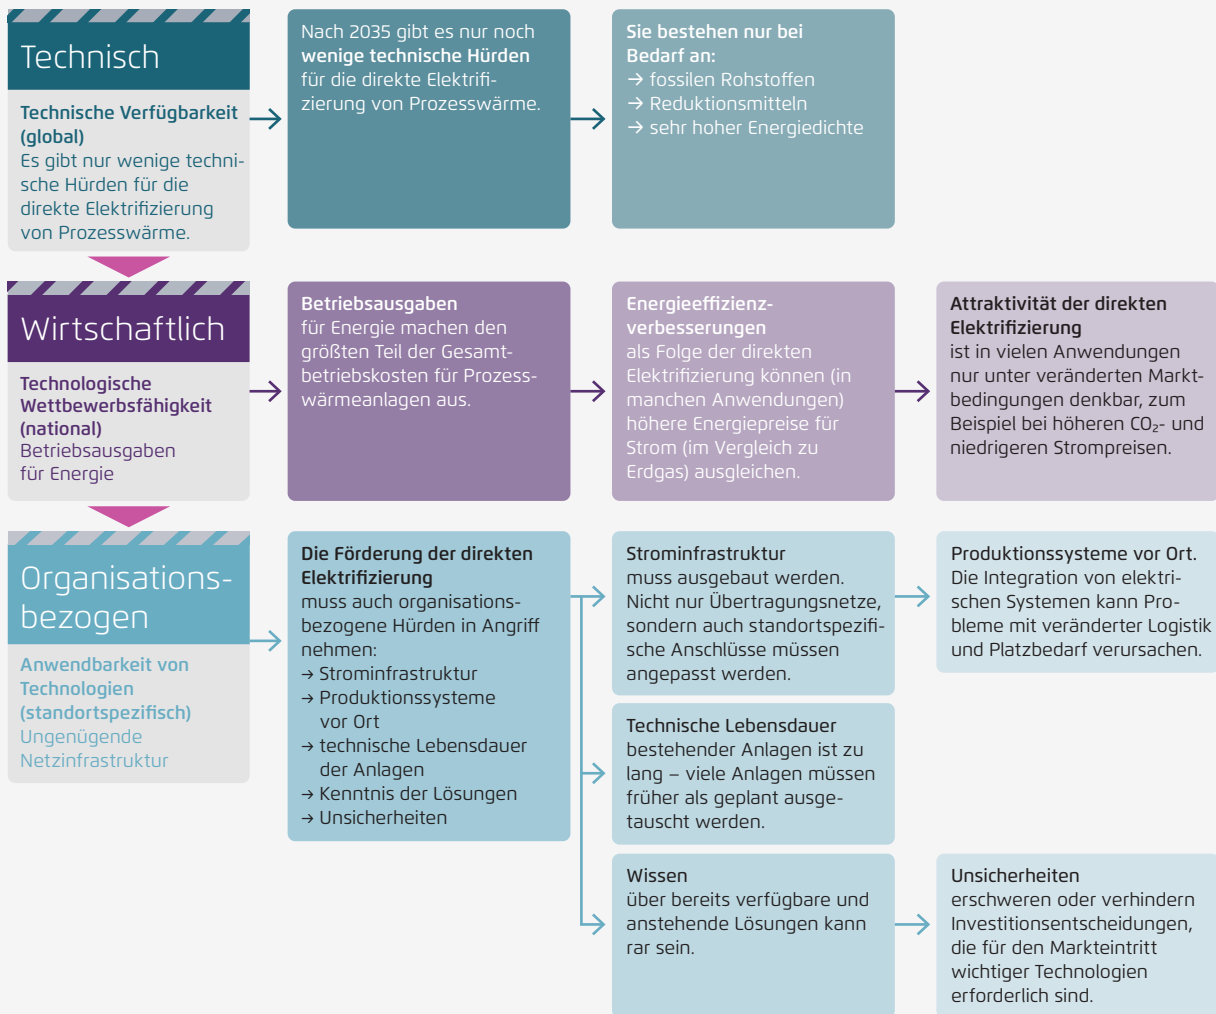 Technisch
Technische Verfügbarkeit
(global)
Es gibt nur wenige techni-
sche Hürden für die
direkte Elektrifizierung
von Prozesswärme.
Nach 2035 gibt es nur noch
wenige technische Hürden
für die direkte Elektrifi-
zierung von Prozesswärme.
Sie bestehen nur bei
Bedarf an:
→ fossilen Rohstoffen
→ Reduktionsmitteln
→ sehr hoher Energiedichte
Wirtschaftlich
Technologische
Wettbewerbsfähigkeit
(national)
Betriebsausgaben
für Energie
Betriebsausgaben
für Energie machen den
größten Teil der Gesamt-
betriebskosten für Prozess-
wärmeanlagen aus.
Energieeffizienz-
verbesserungen
als Folge der direkten
Elektrifizierung können (in
manchen Anwendungen)
höhere Energiepreise für
Strom (im Vergleich zu
Erdgas) ausgleichen.
Attraktivität der direkten
Elektrifizierung
ist in vielen Anwendungen
nur unter veränderten Markt-
bedingungen denkbar, zum
Beispiel bei höheren CO₂- und
niedrigeren Strompreisen.
Organisations-
bezogen
Anwendbarkeit von
Technologien
(standortspezifisch)
Ungenügende
Netzinfrastruktur
Die Förderung der direkten
Elektrifizierung
muss auch organisations-
bezogene Hürden in Angriff
nehmen:
→ Strominfrastruktur
→ Produktionssysteme
vor Ort
→ technische Lebensdauer
der Anlagen
→ Kenntnis der Lösungen
→ Unsicherheiten
Strominfrastruktur
muss ausgebaut werden.
Nicht nur Übertragungsnetze,
sondern auch standortspezifi-
sche Anschlüsse müssen
angepasst werden.
Produktionssysteme vor Ort.
Die Integration von elektri-
schen Systemen kann Pro-
bleme mit veränderter Logistik
und Platzbedarf verursachen.
Technische Lebensdauer
bestehender Anlagen ist zu
lang – viele Anlagen müssen
früher als geplant ausge-
tauscht werden.
Wissen
über bereits verfügbare und
anstehende Lösungen kann
rar sein.
Unsicherheiten
erschweren oder verhindern
Investitionsentscheidungen,
die für den Markteintritt
wichtiger Technologien
erforderlich sind.